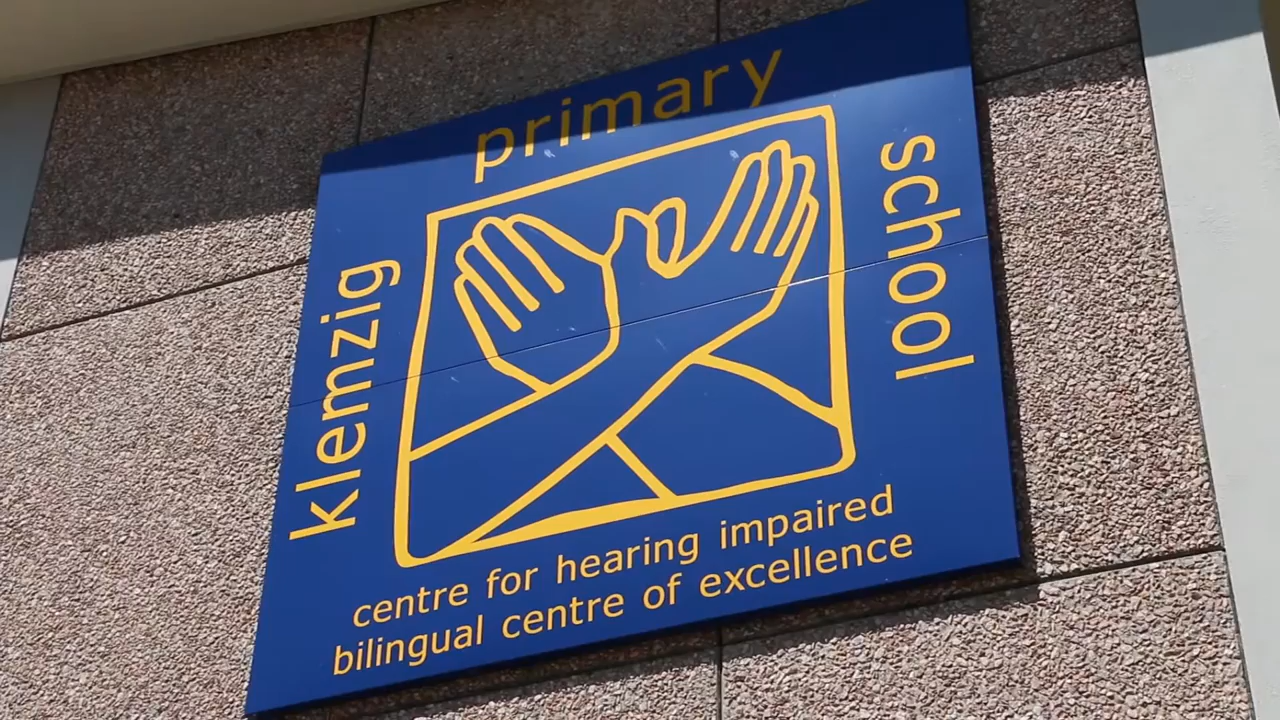 klemzig
primary
school
centre for hearing impaired
bilingual centre of excellence